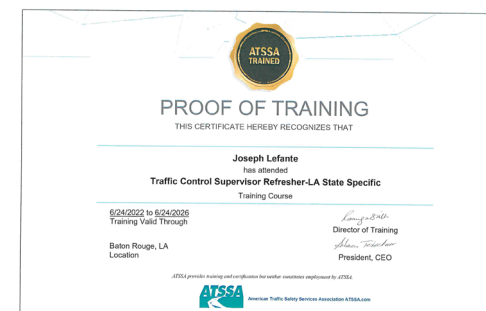 ATSSA
TRAINED
PROOF OF TRAINING
THIS CERTIFICATE HEREBY RECOGNIZES THAT
Joseph Lefante
has attended
Traffic Control Supervisor Refresher-LA State Specific
Training Course
6/24/2022 to 6/24/2026
Training Valid Through
Director of Training
Baton Rouge, LA
Location
President, CEO
ATSSA provides training and certification but neither constitutes employment by ATSSA.
ATSSA
American Traffic Safety Services Association ATSSA.com